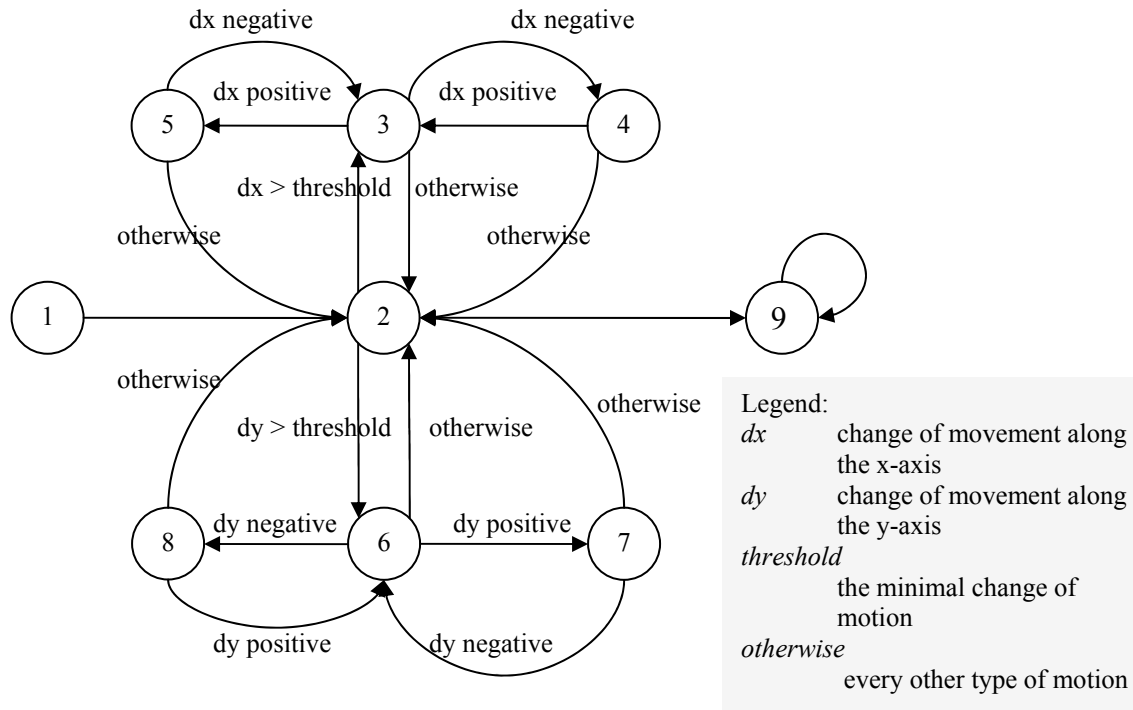 dx negative
dx negative
dx positive
dx positive
5
3
4
dx > threshold
otherwise
otherwise
otherwise
1
2
9
otherwise
otherwise
dy > threshold
otherwise
dy negative
dy positive
8
6
7
dy positive
dy negative
Legend:
dx change of movement along
the x-axis
dy change of movement along
the y-axis
threshold
the minimal change of
motion
otherwise
every other type of motion